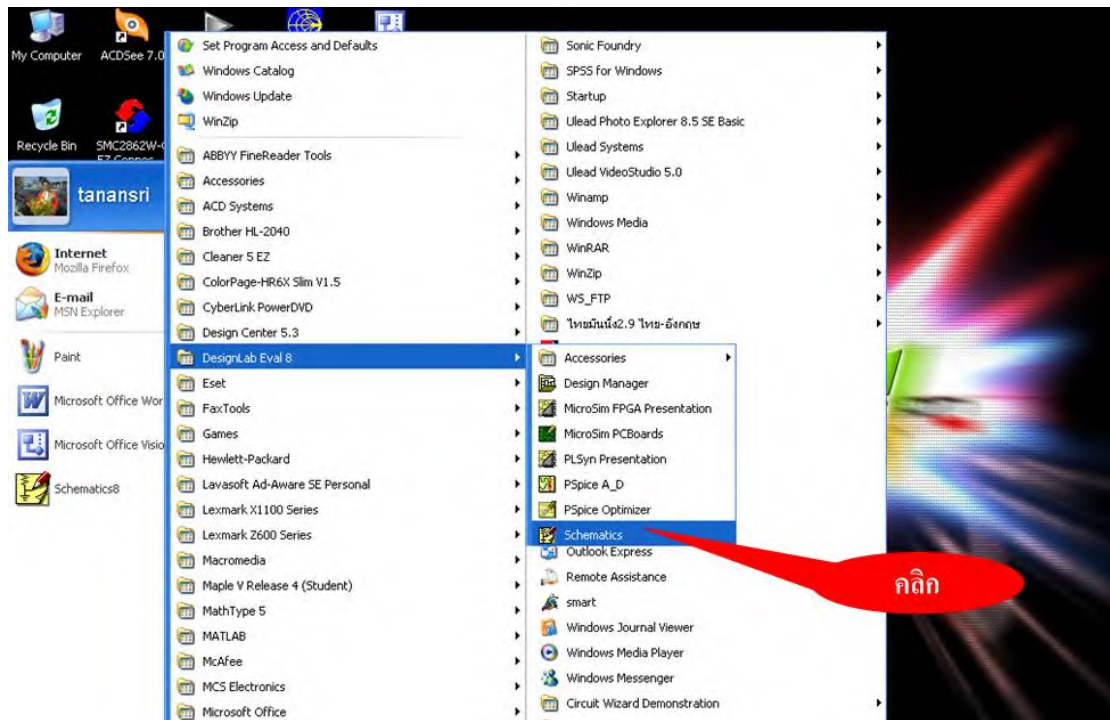 My Computer
ACDSee 7.0
Recycle Bin
SMC2862W-
EZ Connec
tanansri
Internet
Mozilla Firefox
E-mail
MSN Explorer
Paint
Microsoft Office Wor
Microsoft Office Visio
Schematics8
Set Program Access and Defaults
Windows Catalog
Windows Update
WinZip
ABBYY FineReader Tools
Accessories
ACD Systems
Brother HL-2040
Cleaner 5 EZ
ColorPage-HR6X Slim V1.5
CyberLink PowerDVD
Design Center 5.3
DesignLab Eval 8
Eset
FaxTools
Games
Hewlett-Packard
Lavasoft Ad-Aware SE Personal
Lexmark X1100 Series
Lexmark Z600 Series
Macromedia
Maple V Release 4 (Student)
MathType 5
MATLAB
McAfee
MCS Electronics
Microsoft Office
Sonic Foundry
SPSS for Windows
Startup
Ulead Photo Explorer 8.5 SE Basic
Ulead Systems
Ulead VideoStudio 5.0
Winamp
Windows Media
WinRAR
WinZip
WS_FTP
ไทยมันนิ่ง2.9 ไทย-อังกฤษ
Accessories
Design Manager
MicroSim FPGA Presentation
MicroSim PCBoards
PLSyn Presentation
PSpice A_D
PSpice Optimizer
Schematics
Outlook Express
Remote Assistance
smart
Windows Journal Viewer
Windows Media Player
Windows Messenger
Circuit Wizard Demonstration
คลิก